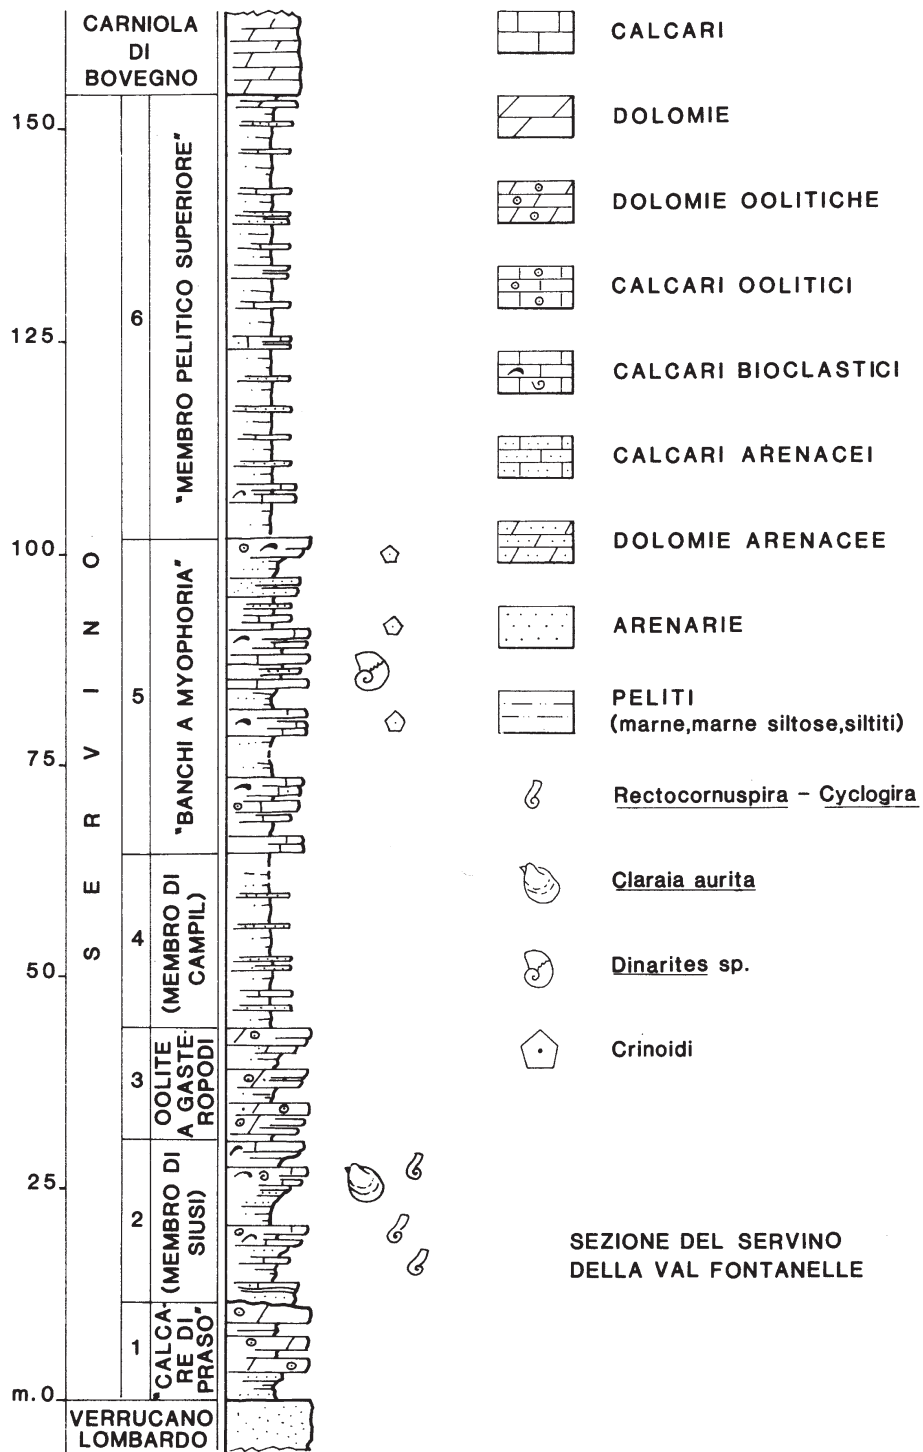 CARNIOLA
DI
BOVEGNO
150
125
100
75
50
25
m. 0
SERVINO
6
"MEMBRO PELITICO SUPERIORE"
5
"BANCHI A MYOPHORIA"
4
(MEMBRO DI
CAMPIL)
3
OOLITE
A GASTE-
ROPODI
2
(MEMBRO DI
SIUSI)
1
"CALCA-
RE DI
PRASO"
VERRUCANO
LOMBARDO
CALCARI
DOLOMIE
DOLOMIE OOLITICHE
CALCARI OOLITICI
CALCARI BIOCLASTICI
CALCARI ARENACEI
DOLOMIE ARENACEE
ARENARIE
PELITI
(marne,marne siltose,siltiti)
Rectocornuspira - Cyclogira
Claraia aurita
Dinarites sp.
Crinoidi
SEZIONE DEL SERVINO
DELLA VAL FONTANELLE